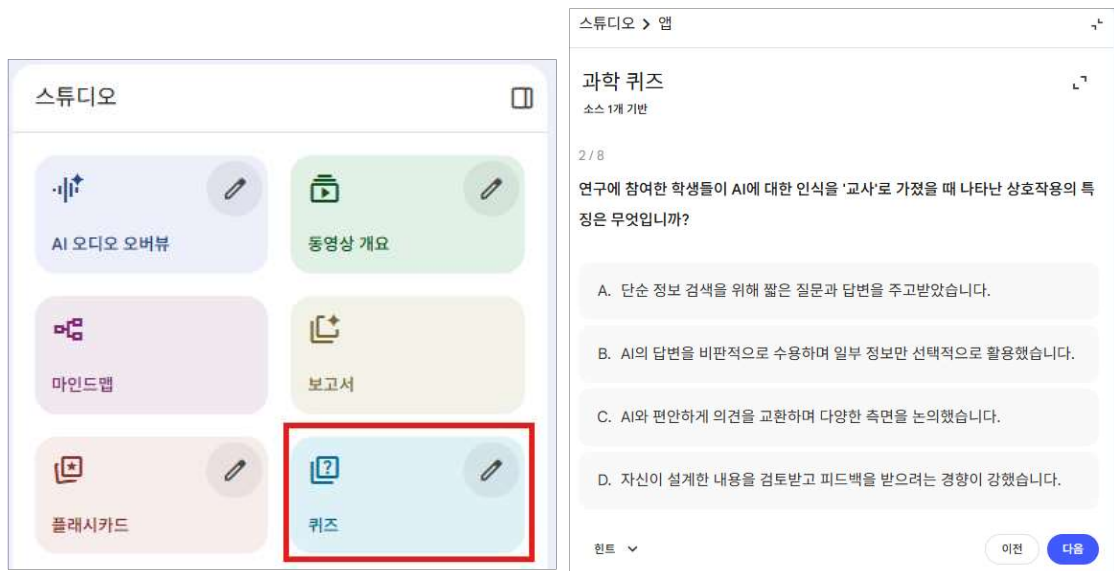 스튜디오
AI 오디오 오버뷰
동영상 개요
마인드맵
보고서
플래시카드
퀴즈
스튜디오 > 앱
과학 퀴즈
소스 1개 기반
2 / 8
연구에 참여한 학생들이 AI에 대한 인식을 '교사'로 가졌을 때 나타난 상호작용의 특
징은 무엇입니까?
A. 단순 정보 검색을 위해 짧은 질문과 답변을 주고받았습니다.
B. AI의 답변을 비판적으로 수용하며 일부 정보만 선택적으로 활용했습니다.
C. AI와 편안하게 의견을 교환하며 다양한 측면을 논의했습니다.
D. 자신이 설계한 내용을 검토받고 피드백을 받으려는 경향이 강했습니다.
힌트
이전
다음